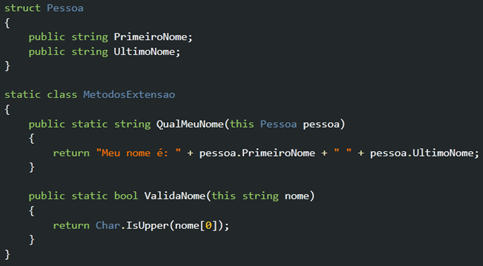 struct Pessoa
{
    public string PrimeiroNome;
    public string UltimoNome;
}

static class MetodosExtensao
{
    public static string QualMeuNome(this Pessoa pessoa)
    {
        return "Meu nome é: " + pessoa.PrimeiroNome + " " + pessoa.UltimoNome;
    }

    public static bool ValidaNome(this string nome)
    {
        return Char.IsUpper(nome[0]);
    }
}